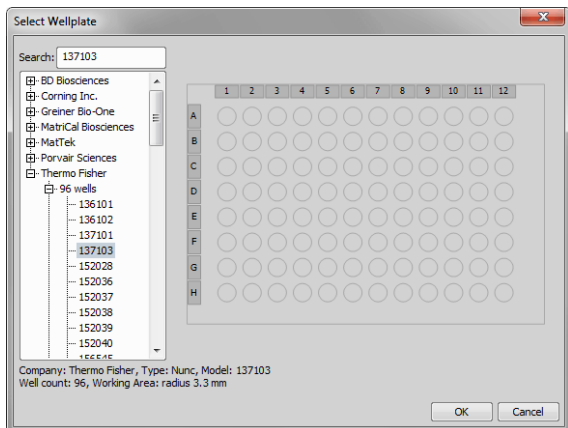 Select Wellplate
Search: 137103
BD Biosciences
Corning Inc.
Greiner Bio-One
MatriCal Biosciences
MatTek
Porvair Sciences
Thermo Fisher
96 wells
136101
136102
137101
137103
152028
152036
152037
152038
152039
152040
156545
1 2 3 4 5 6 7 8 9 10 11 12
A
B
C
D
E
F
G
H
Company: Thermo Fisher, Type: Nunc, Model: 137103
Well count: 96, Working Area: radius 3.3 mm
OK Cancel